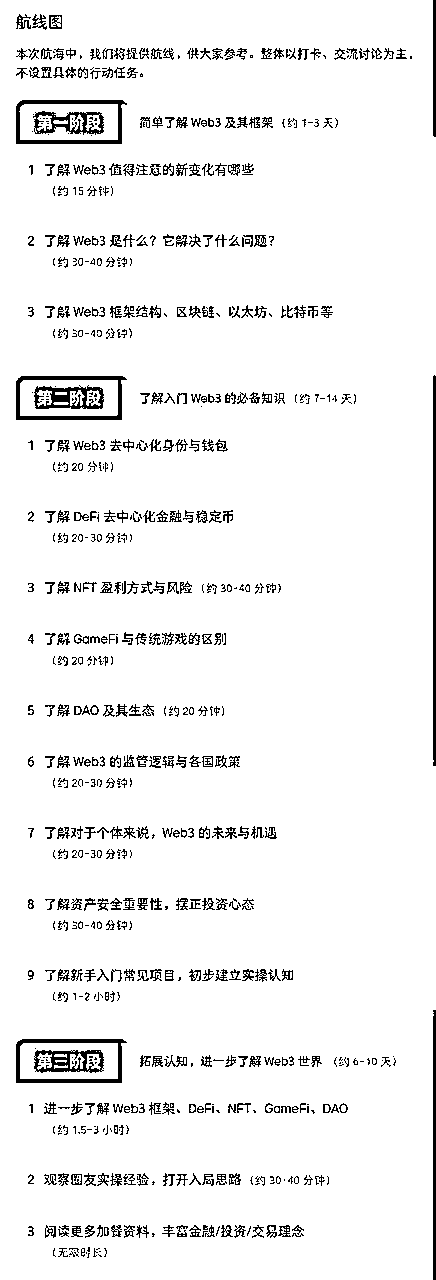 航线图
本次航海中，我们将提供航线，供大家参考。整体以打卡、交流讨论为主，
不设置具体的行动任务。
第一阶段 简单了解 Web3 及其框架（约 1-3 天）
1 了解 Web3 值得注意的新变化有哪些
（约 15 分钟）
2 了解 Web3 是什么？它解决了什么问题？
（约 30-40 分钟）
3 了解 Web3 框架结构、区块链、以太坊、比特币等
（约 30-40 分钟）
第二阶段 了解入门 Web3 的必备知识（约 7-14 天）
1 了解 Web3 去中心化身份与钱包
（约 20 分钟）
2 了解 DeFi 去中心化金融与稳定币
（约 20-30 分钟）
3 了解 NFT 盈利方式与风险（约 30-40 分钟）
4 了解 GameFi 与传统游戏的区别
（约 20 分钟）
5 了解 DAO 及其生态（约 20 分钟）
6 了解 Web3 的监管逻辑与各国政策
（约 20-30 分钟）
7 了解对于个体来说，Web3 的未来与机遇
（约 20-30 分钟）
8 了解资产安全重要性，摆正投资心态
（约 30-40 分钟）
9 了解新手入门常见项目，初步建立实操认知
（约 1-2 小时）
第三阶段 拓展认知，进一步了解 Web3 世界（约 6-10 天）
1 进一步了解 Web3 框架、DeFi、NFT、GameFi、DAO
（约 1.5-3 小时）
2 观察圈友实操经验，打开入局思路（约 30-40 分钟）
3 阅读更多加餐资料，丰富金融/投资/交易理念
（无限时长）